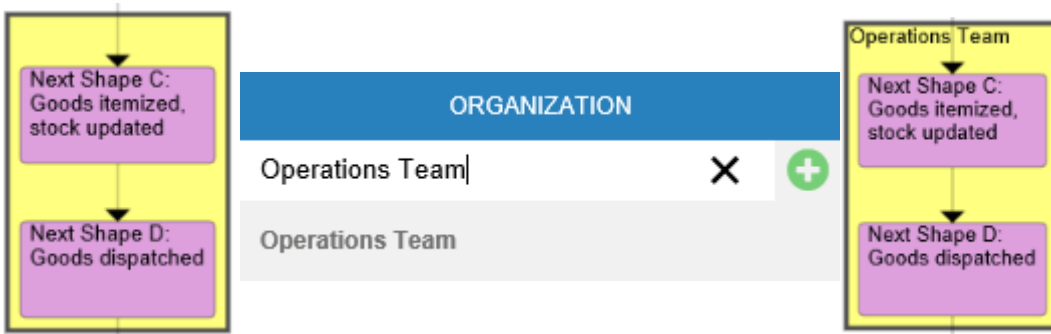 Next Shape C:
Goods itemized,
stock updated
Next Shape D:
Goods dispatched
ORGANIZATION
Operations Team
Operations Team
Operations Team
Next Shape C:
Goods itemized,
stock updated
Next Shape D:
Goods dispatched